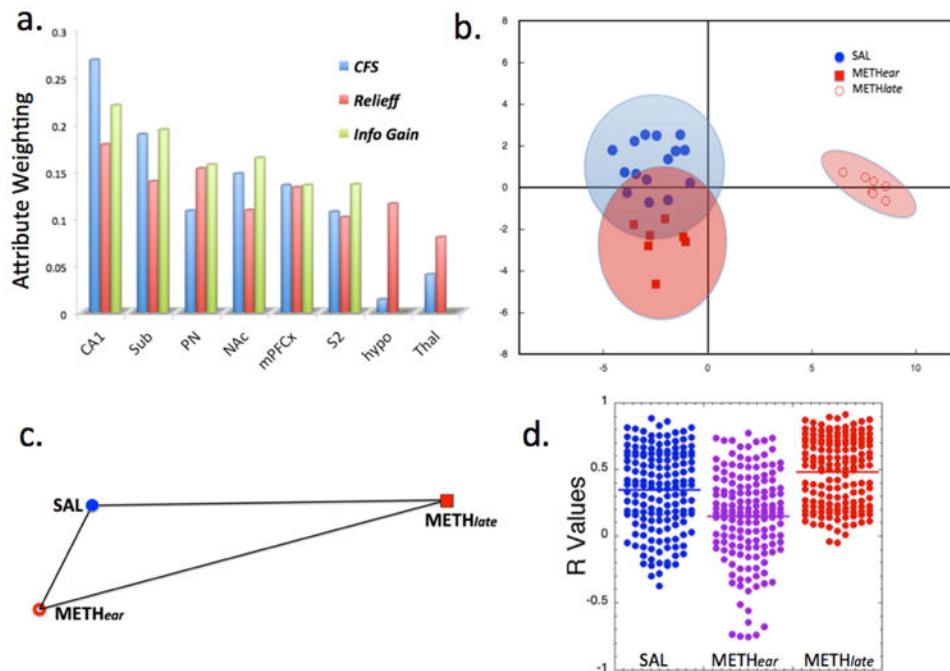 a.
Attribute Weighting
0.3
0.25
0.2
0.15
0.1
0.05
0
CFS
Relieff
Info Gain
CA1
Sub
PN
NAc
mPFCx
S2
hypo
Thal
b.
8
6
4
2
0
-2
-4
-6
-8
-5
0
5
10
SAL
METHear
METHlate
c.
SAL
METHlate
METHear
d.
R Values
1
0.5
0
-0.5
-1
SAL
METHear
METHlate